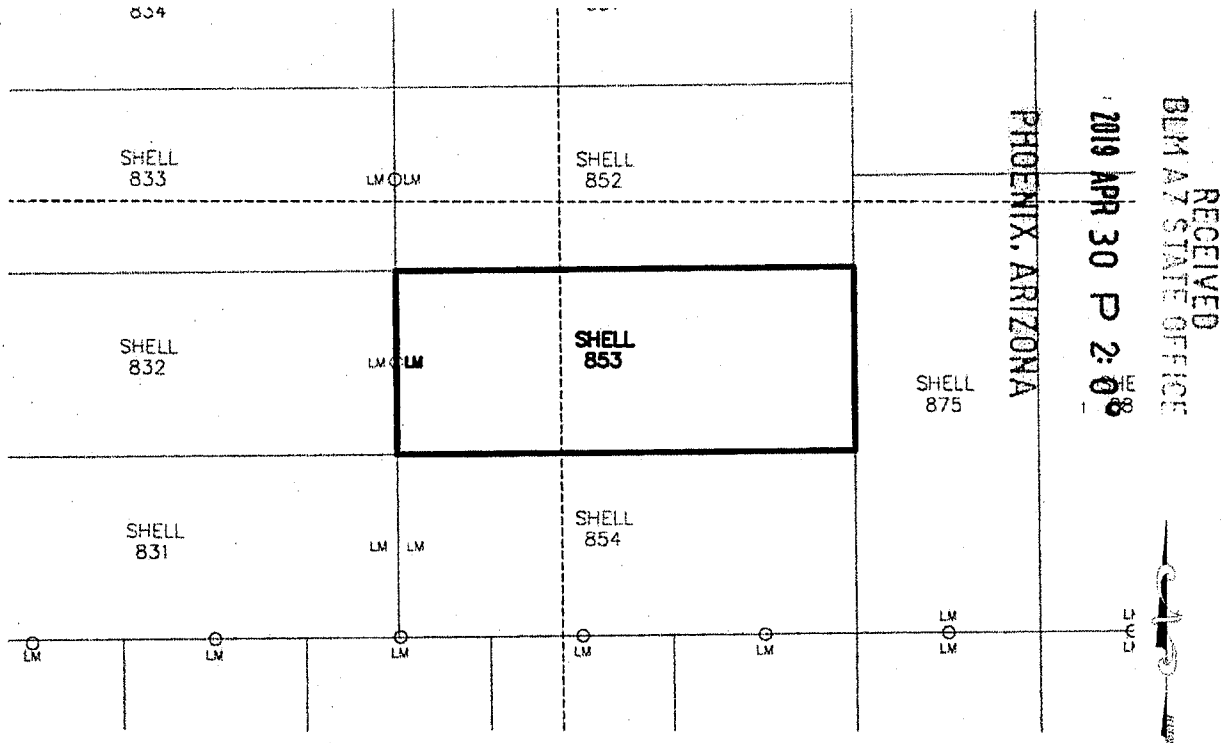 834
SHELL
833
LM LM
SHELL
852
SHELL
832
LM LM
SHELL
853
SHELL
875
SHELL
831
LM LM
SHELL
854
LM
LM
LM
LM
LM
LM
LM
RECEIVED
BLM AZ STATE OFFICE
2019 APR 30 P 2:0
PHOENIX, ARIZONA